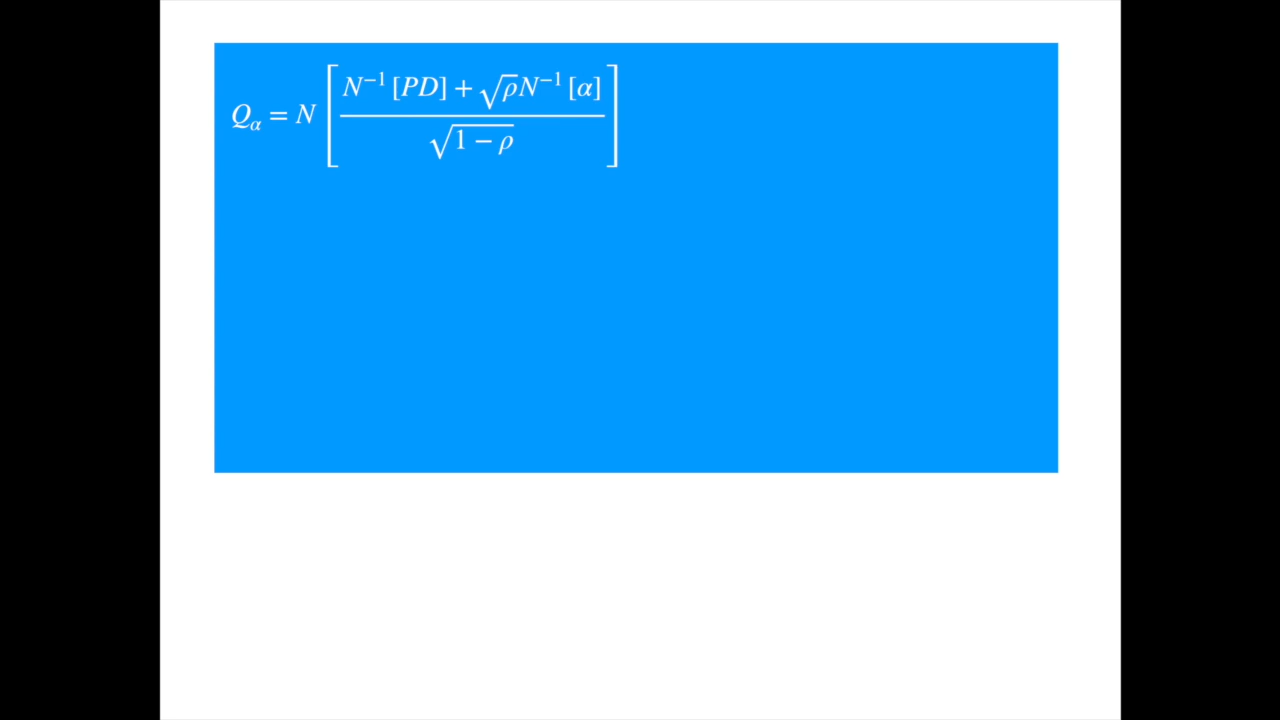 Q_α = N [ (N⁻¹ [PD] + √ρ N⁻¹ [α]) / √(1 − ρ) ]